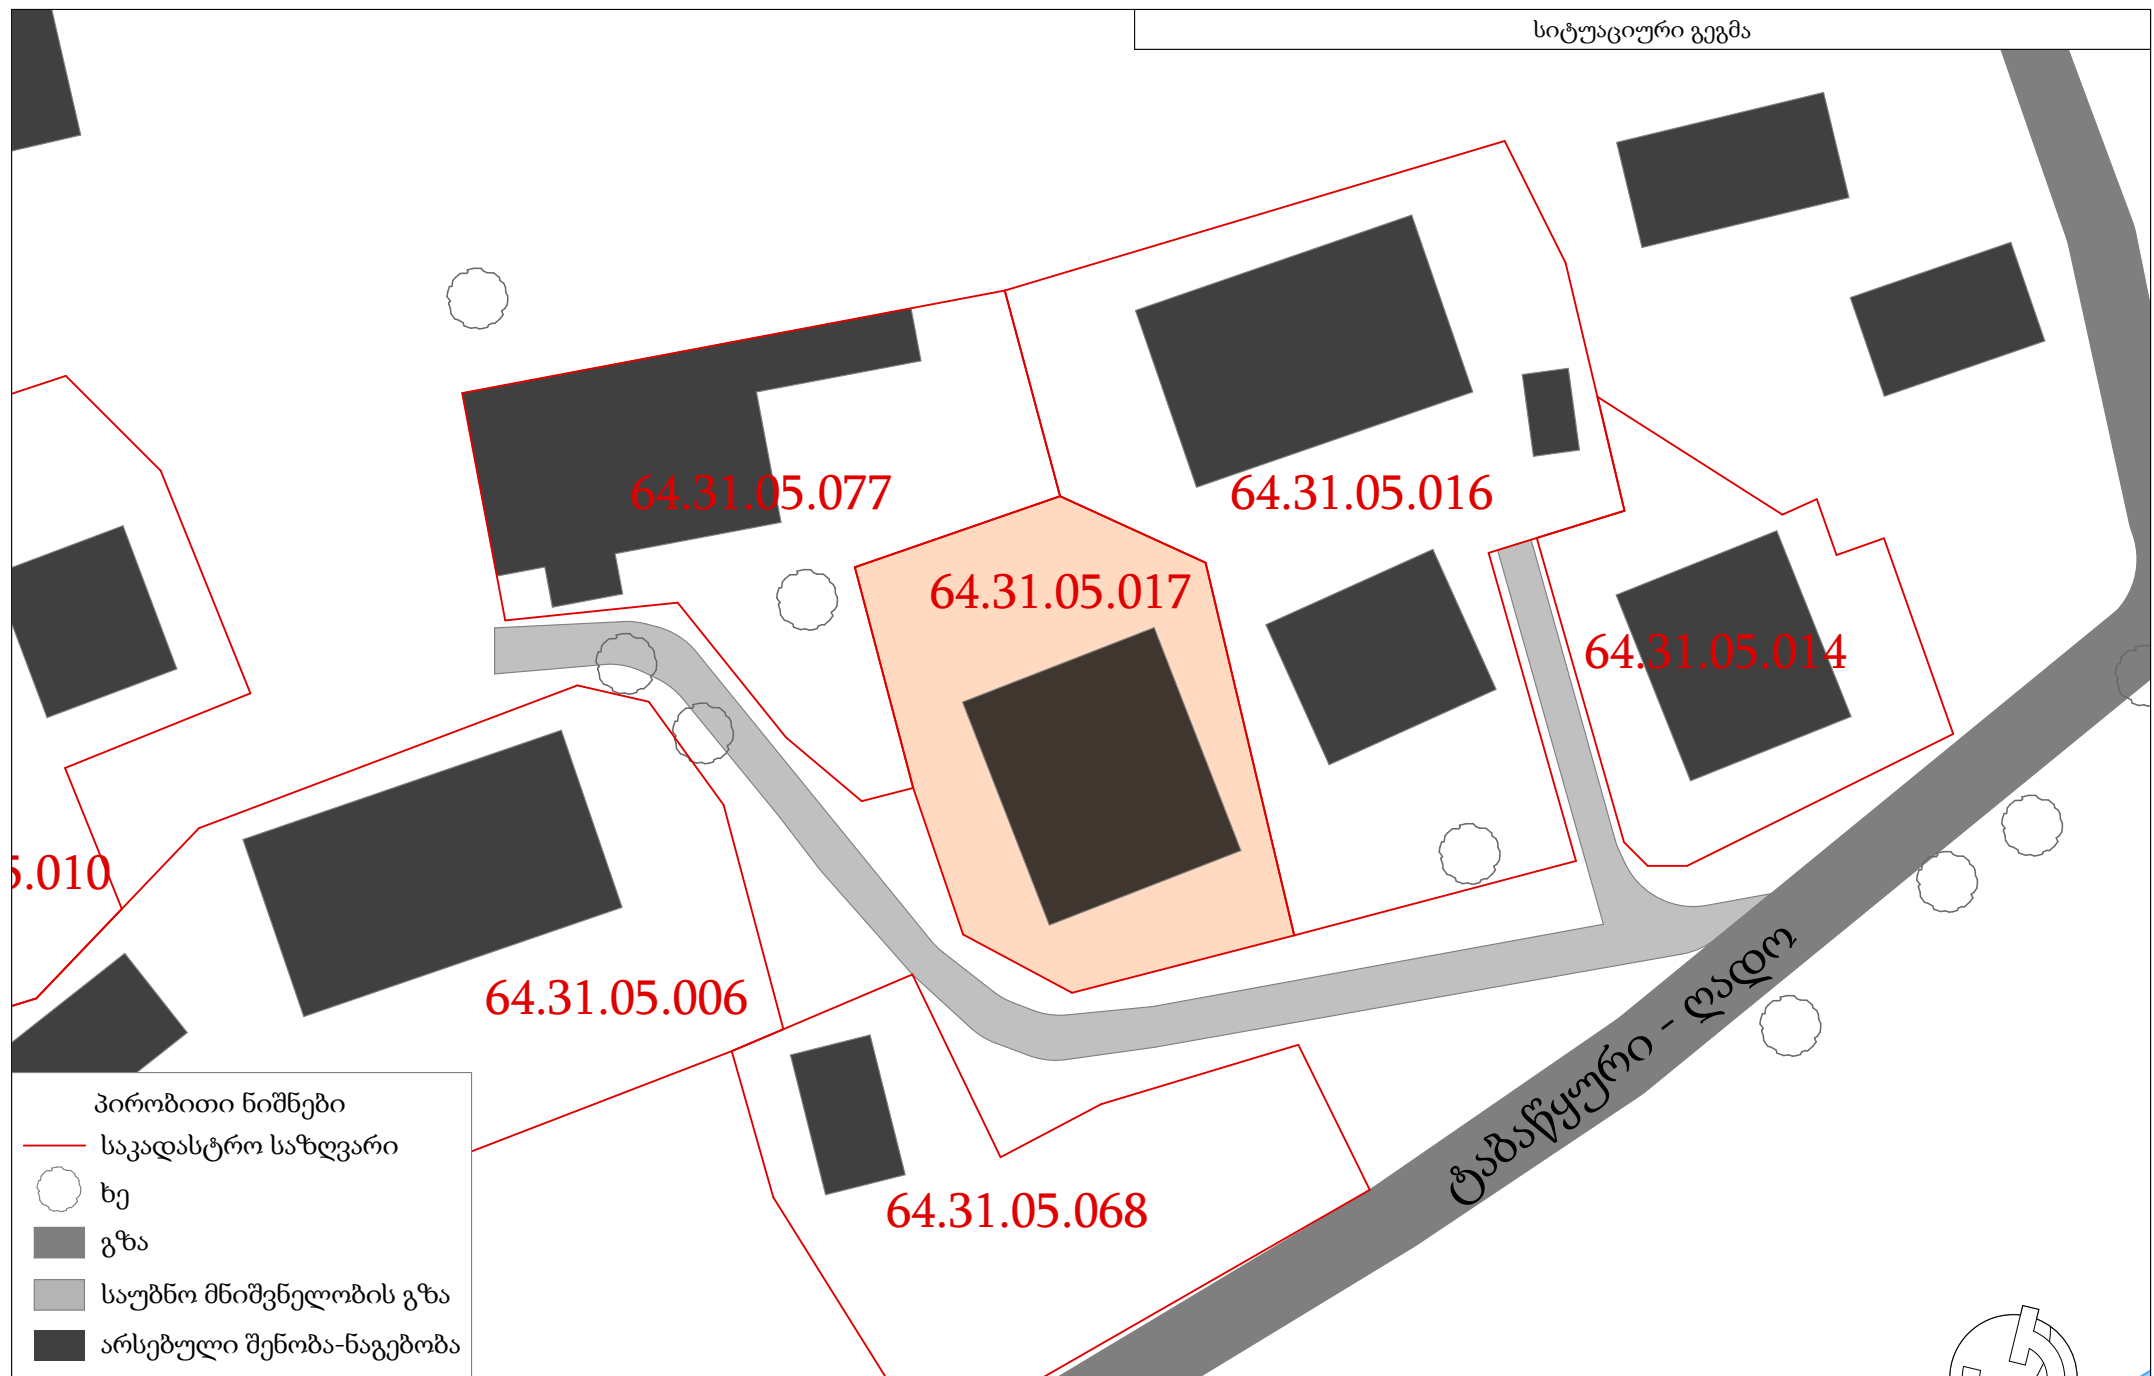 სიტუაციური გეგმა
64.31.05.077
64.31.05.016
64.31.05.017
64.31.05.014
5.010
64.31.05.006
64.31.05.068
ტაბაწყური - ღადო
პირობითი ნიშნები
საკადასტრო საზღვარი
ხე
გზა
საუბნო მნიშვნელობის გზა
არსებული შენობა-ნაგებობა